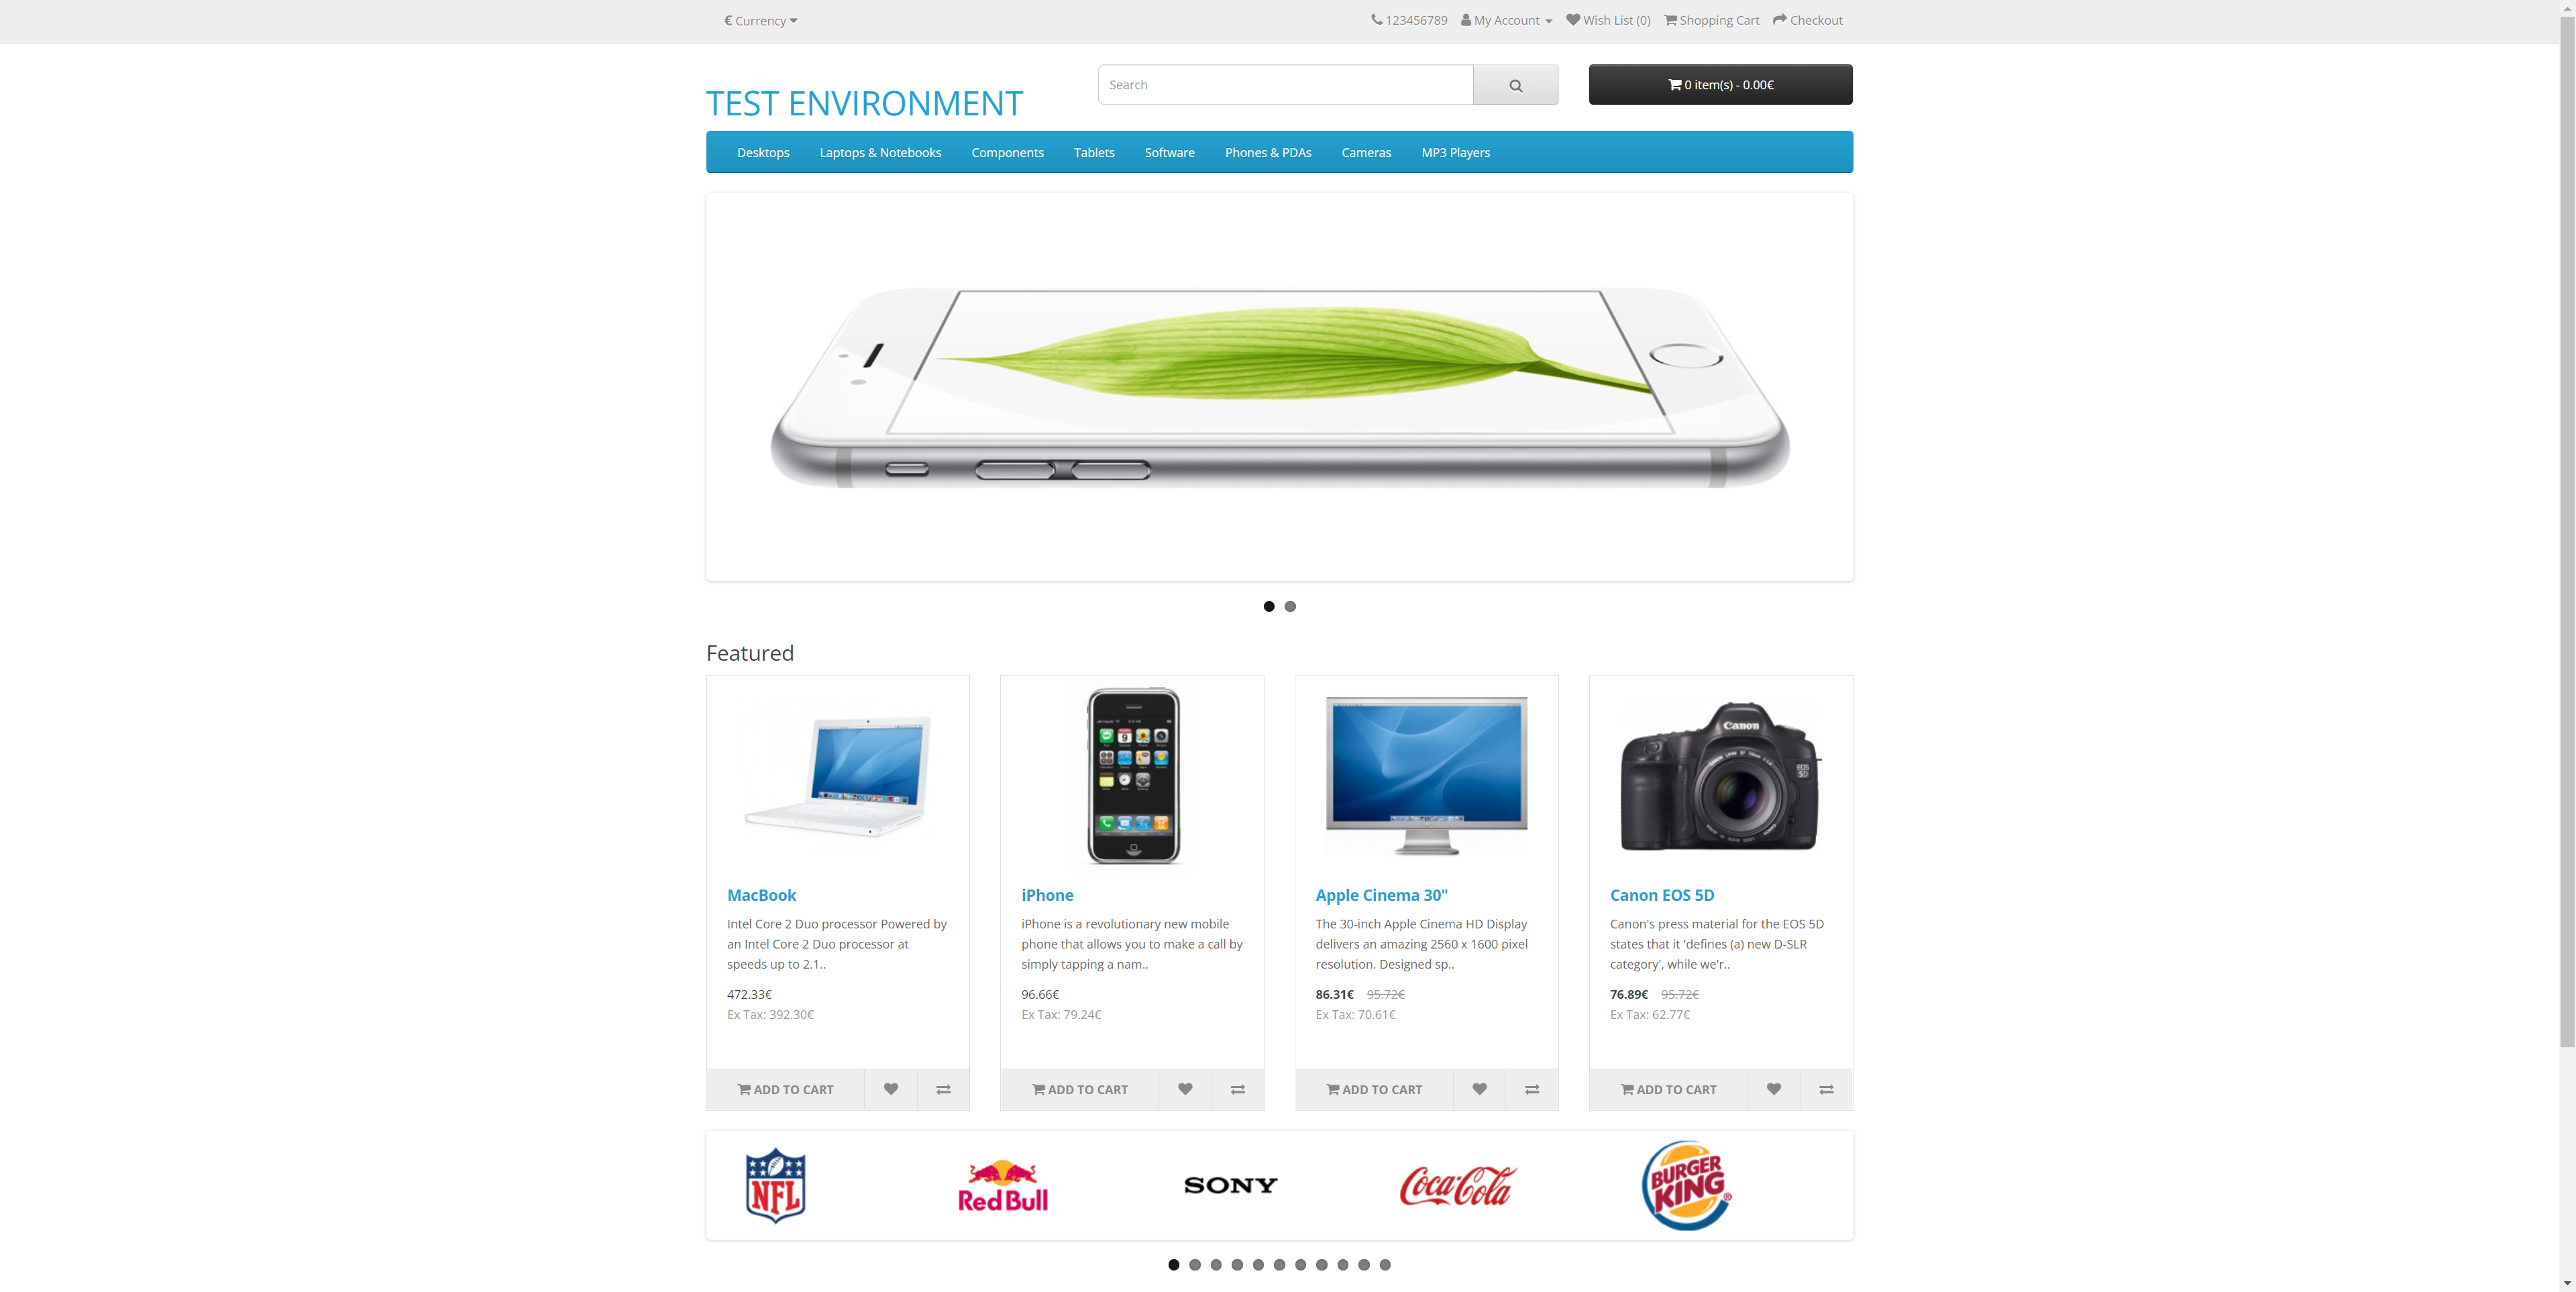 € Currency
123456789 My Account Wish List (0) Shopping Cart Checkout
TEST ENVIRONMENT
Search
0 item(s) - 0.00€
Desktops Laptops & Notebooks Components Tablets Software Phones & PDAs Cameras MP3 Players
Featured
Canon
EOS
5D
MacBook
Intel Core 2 Duo processor Powered by
an Intel Core 2 Duo processor at
speeds up to 2.1..
472.33€
Ex Tax: 392.30€
ADD TO CART
iPhone
iPhone is a revolutionary new mobile
phone that allows you to make a call by
simply tapping a nam..
96.66€
Ex Tax: 79.24€
ADD TO CART
Apple Cinema 30"
The 30-inch Apple Cinema HD Display
delivers an amazing 2560 x 1600 pixel
resolution. Designed sp..
86.31€ 95.72€
Ex Tax: 70.61€
ADD TO CART
Canon EOS 5D
Canon's press material for the EOS 5D
states that it 'defines (a) new D-SLR
category', while we'r..
76.89€ 95.72€
Ex Tax: 62.77€
ADD TO CART
NFL
Red Bull
SONY
Coca-Cola
BURGER
KING